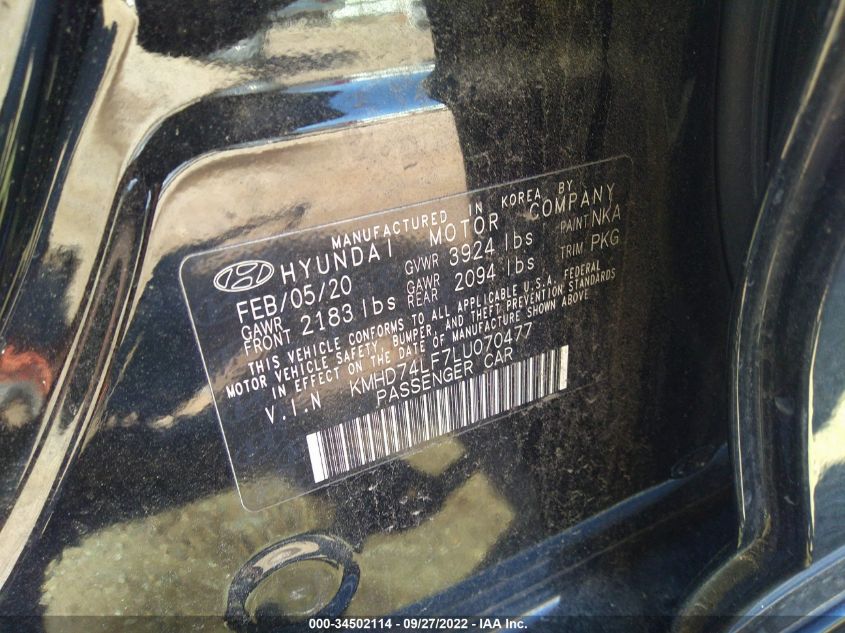 MANUFACTURED IN KOREA BY
HYUNDAI MOTOR COMPANY
FEB/05/20 GVWR 3924 lbs PAINT NKA
GAWR FRONT 2183 lbs GAWR REAR 2094 lbs TRIM PKG
THIS VEHICLE CONFORMS TO ALL APPLICABLE U.S.A. FEDERAL
MOTOR VEHICLE SAFETY, BUMPER, AND THEFT PREVENTION STANDARDS
IN EFFECT ON THE DATE OF MANUFACTURE SHOWN ABOVE
V.I.N KMHD74LF7LU070477
PASSENGER CAR
000-34502114 - 09/27/2022 - IAA Inc.